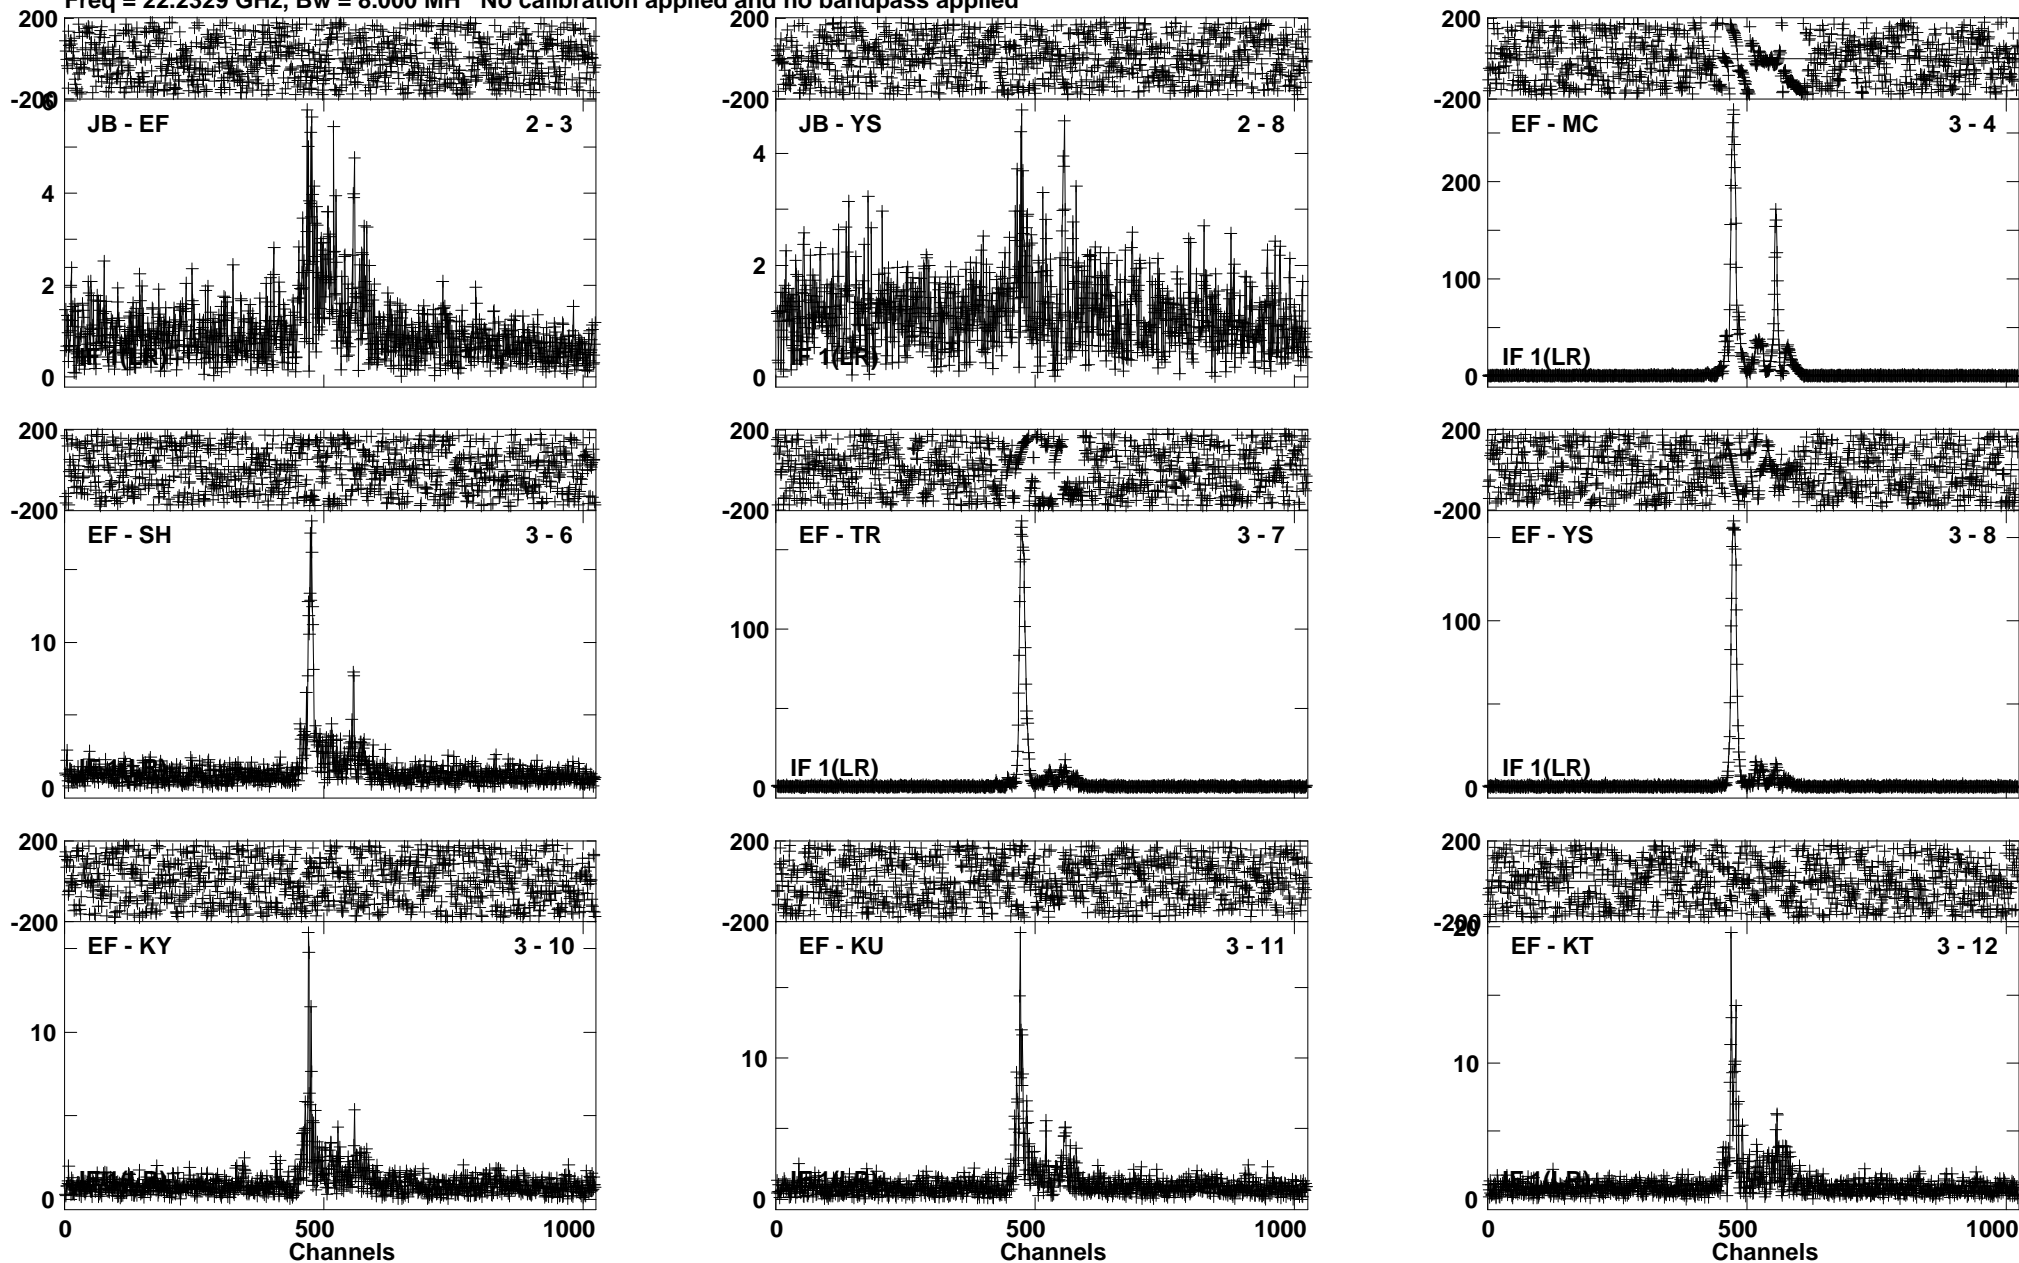 Freq = 22.2329 GHz, Bw = 8.000 MH No calibration applied and no bandpass applied
200 200 200
-200 -200 -200
6
JB - EF 2 - 3 JB - YS 2 - 8 EF - MC 3 - 4
4 4 200
2 2 100
IF 1(LR) IF 1(LR) IF 1(LR)
0 0 0
200 200 200
-200 -200 -200
EF - SH 3 - 6 EF - TR 3 - 7 EF - YS 3 - 8
10 100 100
IF 1(LR) IF 1(LR)
0 0 0
200 200 200
-200 -200 -200
20
EF - KY 3 - 10 EF - KU 3 - 11 EF - KT 3 - 12
10 10 10
IF 1(LR)
0 0 0
0 500 1000 0 500 1000 0 500 1000
Channels Channels Channels